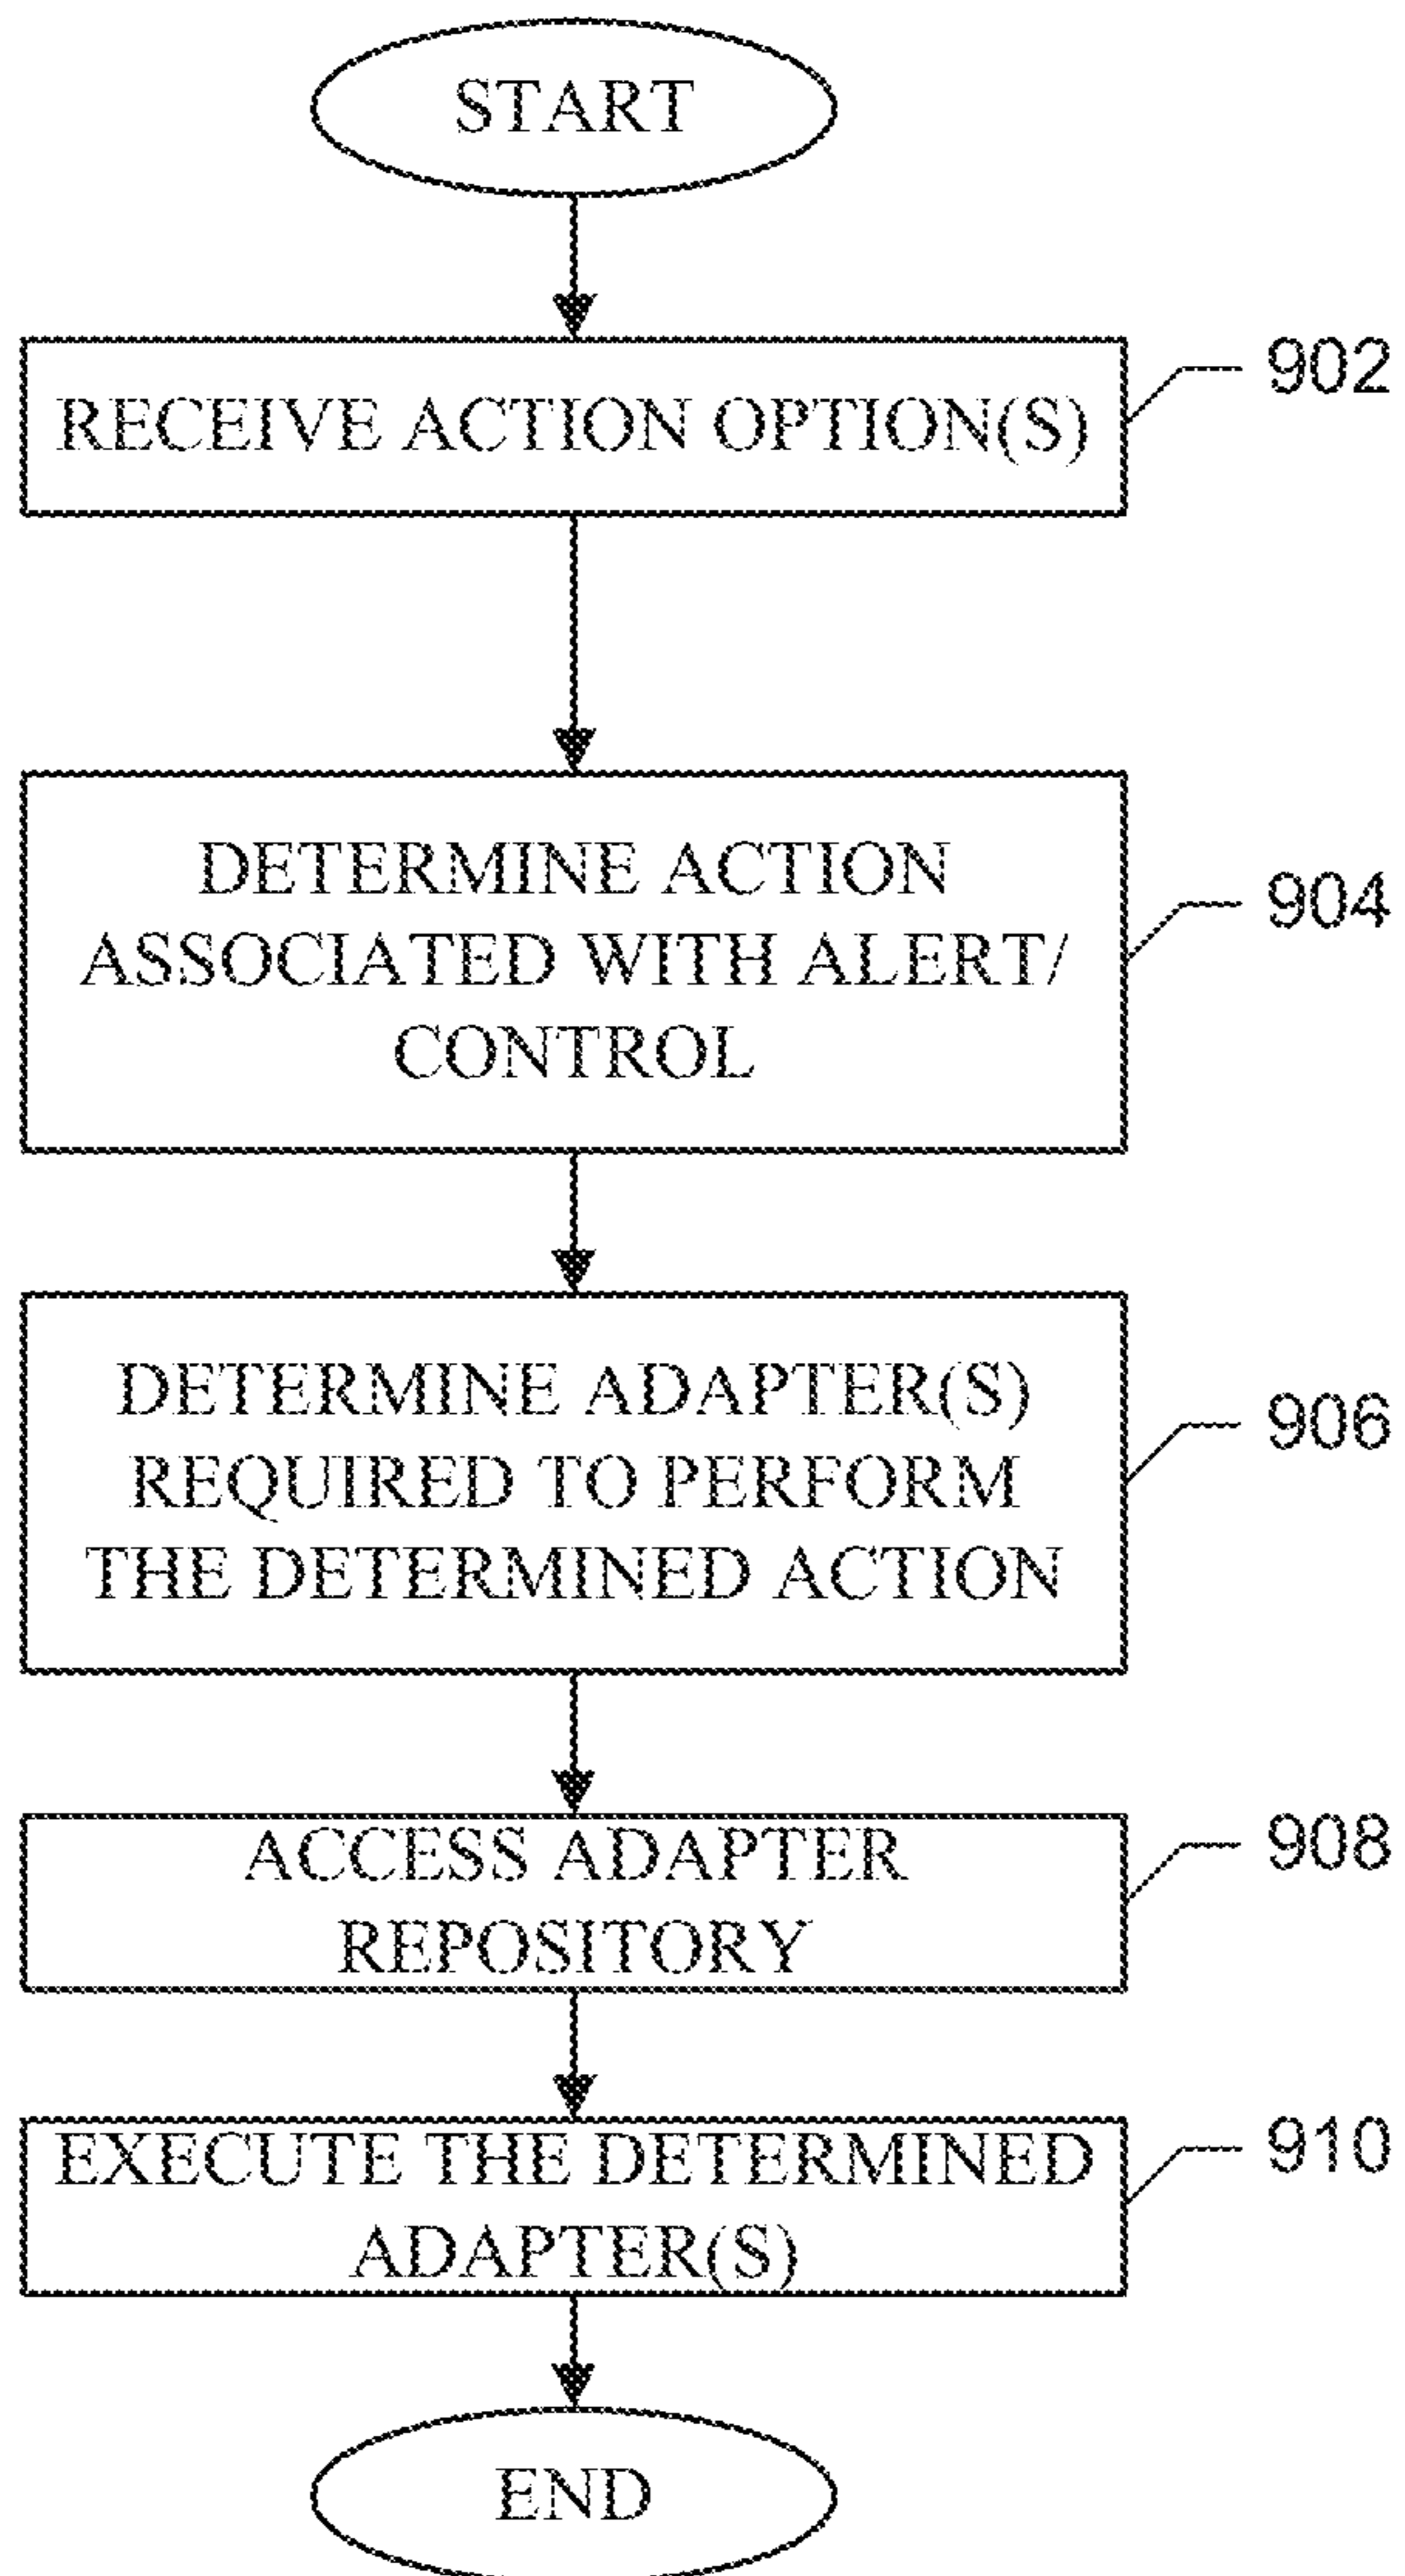 START
RECEIVE ACTION OPTION(S)
902
DETERMINE ACTION
ASSOCIATED WITH ALERT/
CONTROL
904
DETERMINE ADAPTER(S)
REQUIRED TO PERFORM
THE DETERMINED ACTION
906
ACCESS ADAPTER
REPOSITORY
908
EXECUTE THE DETERMINED
ADAPTER(S)
910
END